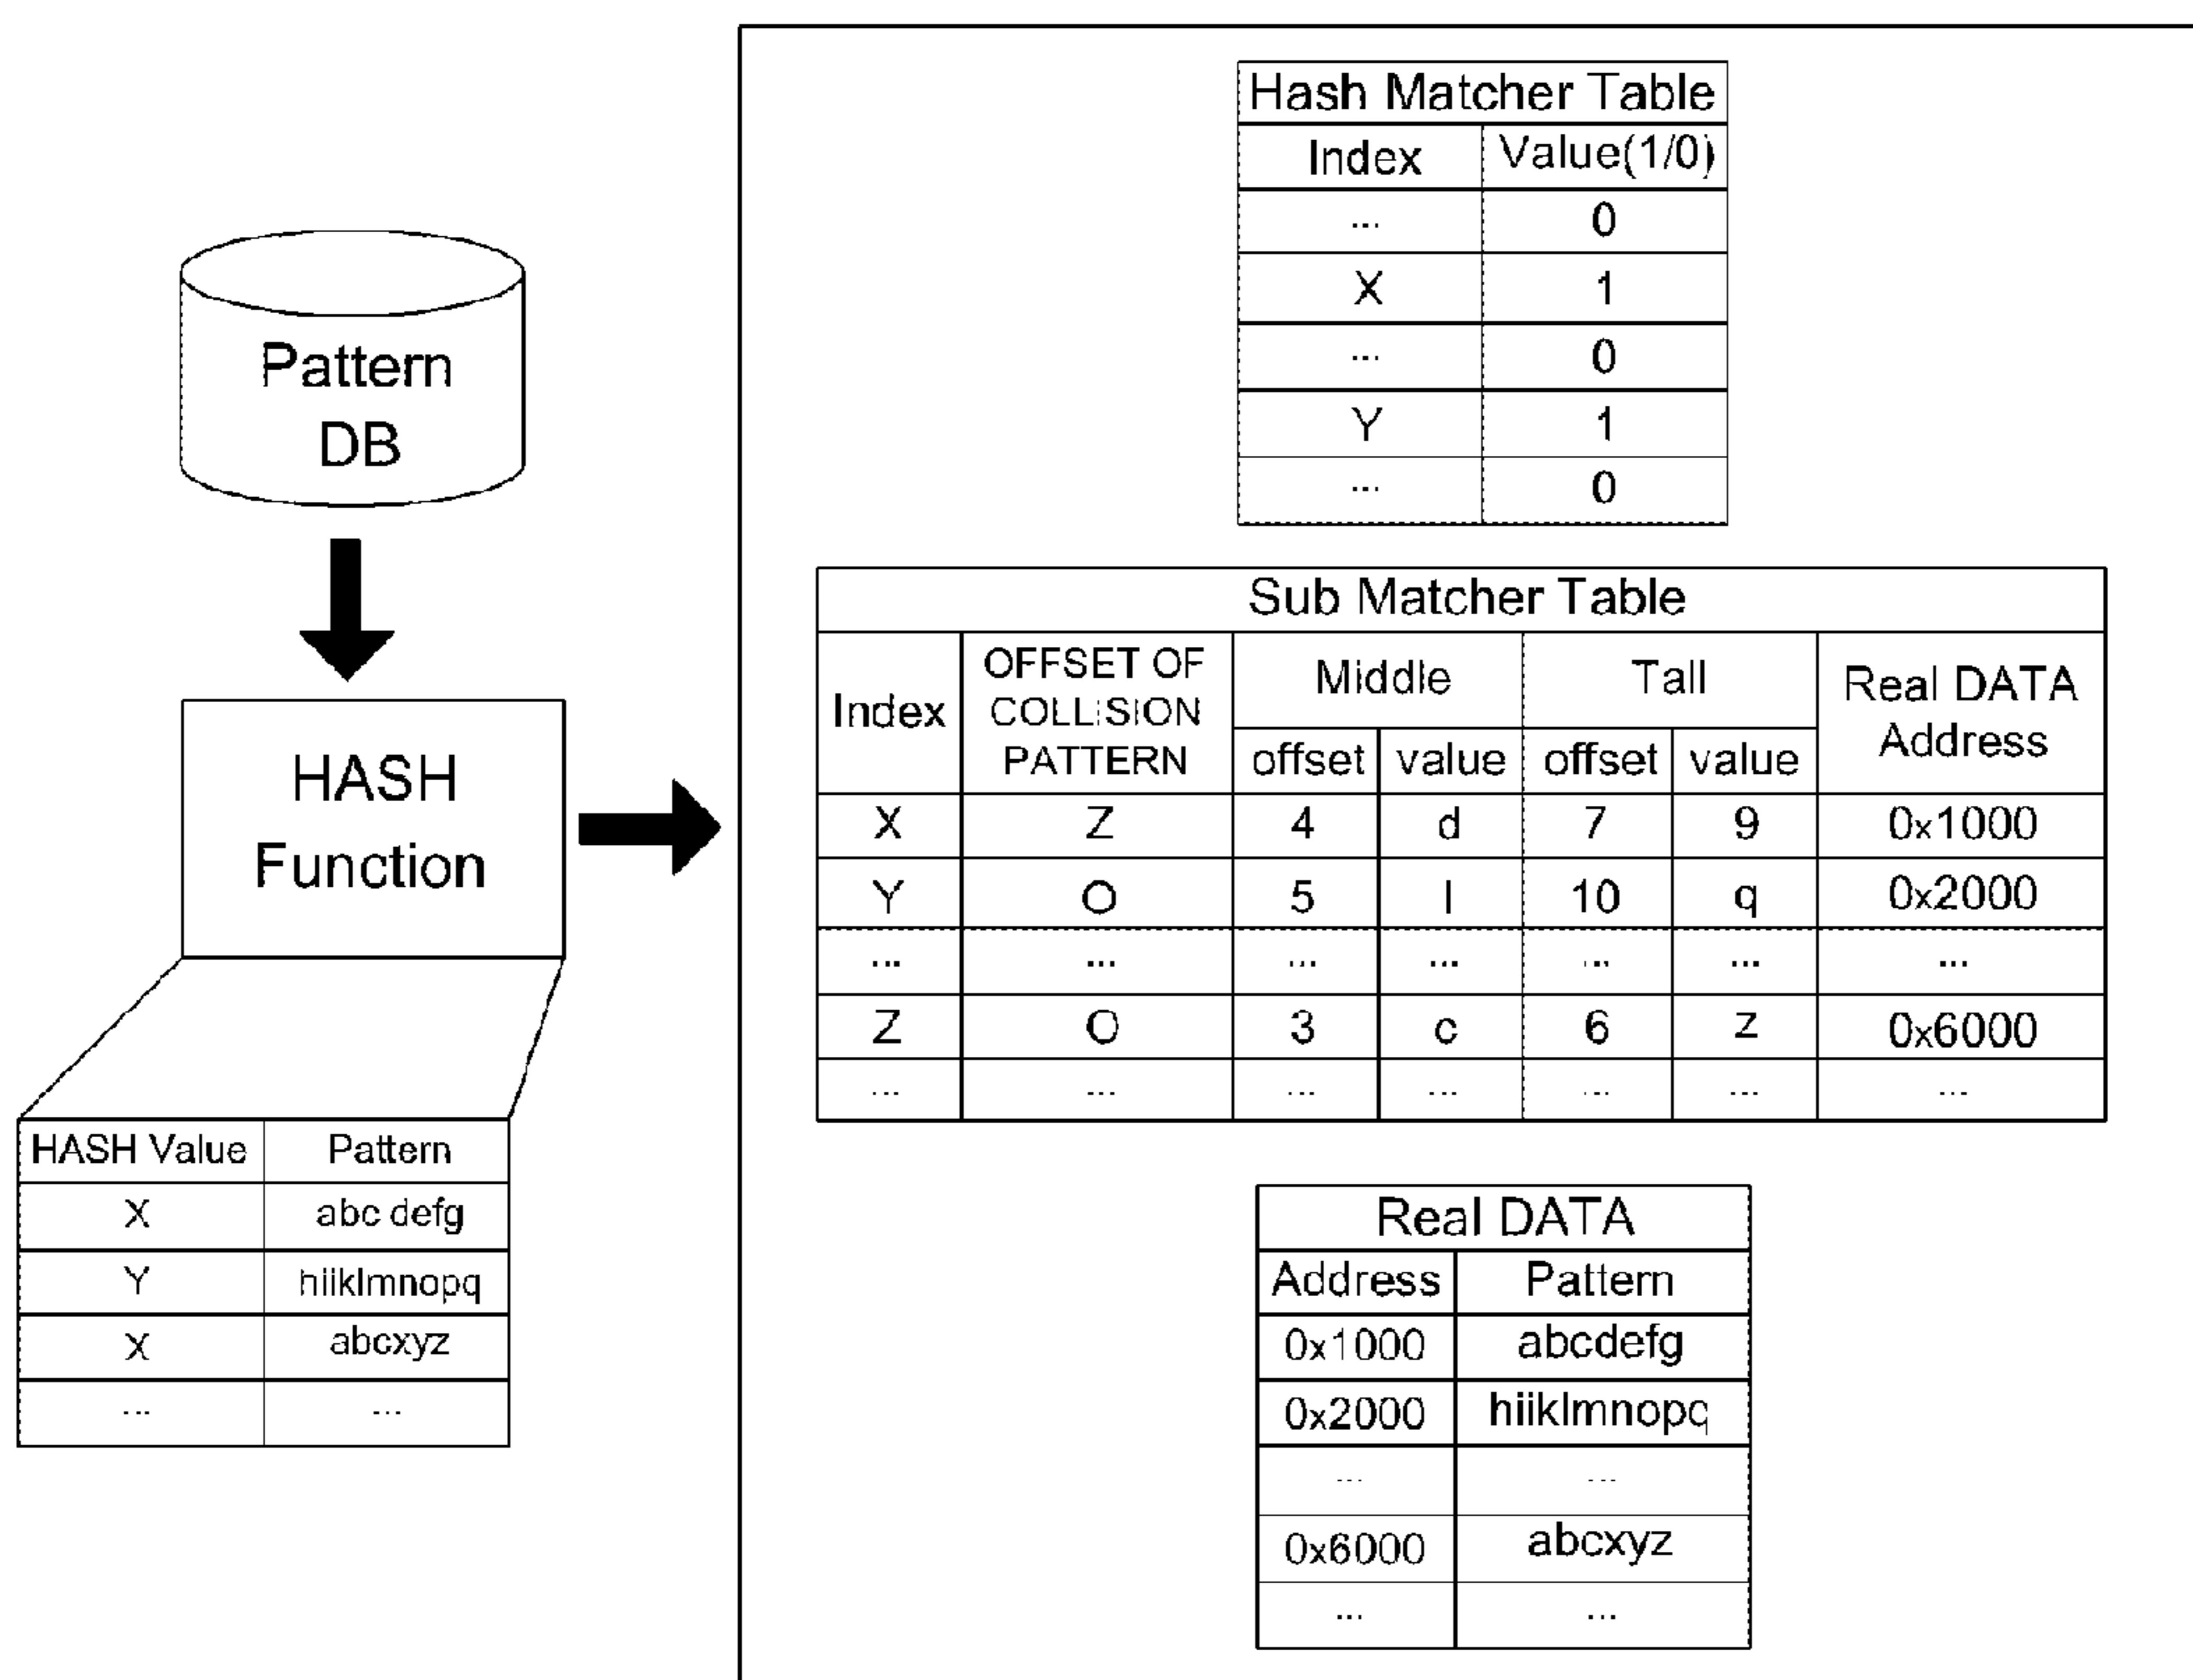 Pattern
DB
HASH
Function
HASH Value Pattern
X abc defg
Y hiiklmnopq
X abcxyz
... ...
Hash Matcher Table
Index Value(1/0)
... 0
X 1
... 0
Y 1
... 0
Sub Matcher Table
Index OFFSET OF COLLISION PATTERN Middle Tall Real DATA Address
offset value offset value
X Z 4 d 7 9 0x1000
Y O 5 l 10 q 0x2000
... ... ... ... ... ... ...
Z O 3 c 6 z 0x6000
... ... ... ... ... ... ...
Real DATA
Address Pattern
0x1000 abcdefg
0x2000 hiiklmnopq
... ...
0x6000 abcxyz
... ...